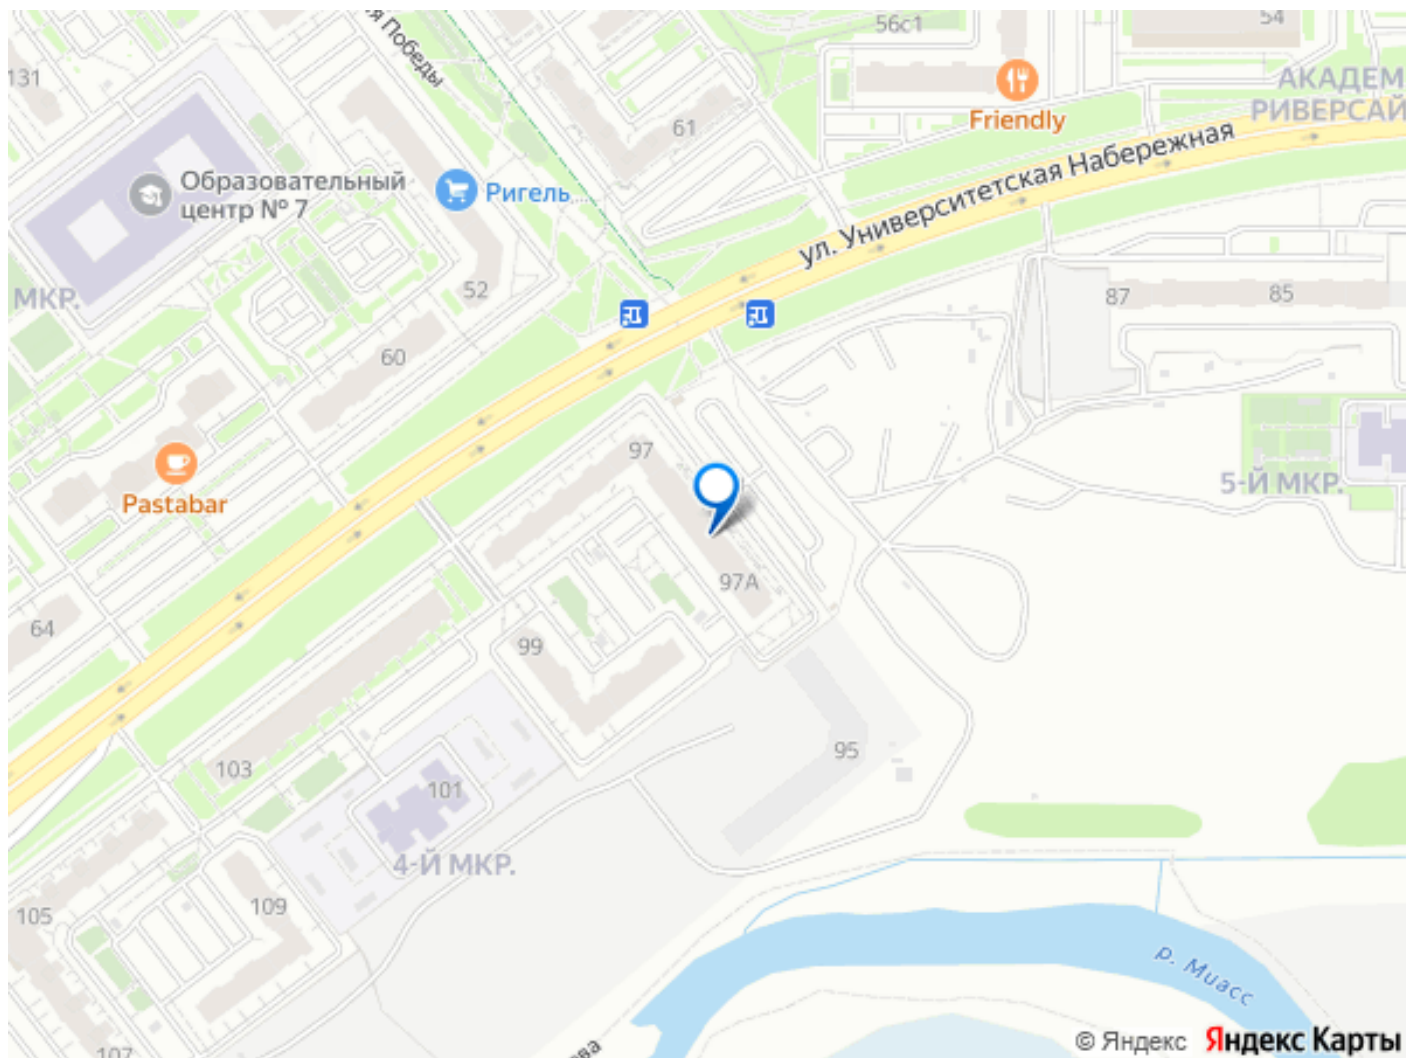 56с1
54
131
я Победы
АКАДЕМ
РИВЕРСАЙ
Friendly
61
ул. Университетская Набережная
Образовательный
центр № 7
Ригель
МКР.
52
87
85
60
97
5-Й МКР.
Pastabar
97А
64
99
95
103
101
4-Й МКР.
109
105
р. Миасс
107
ова
© Яндекс Яндекс Карты